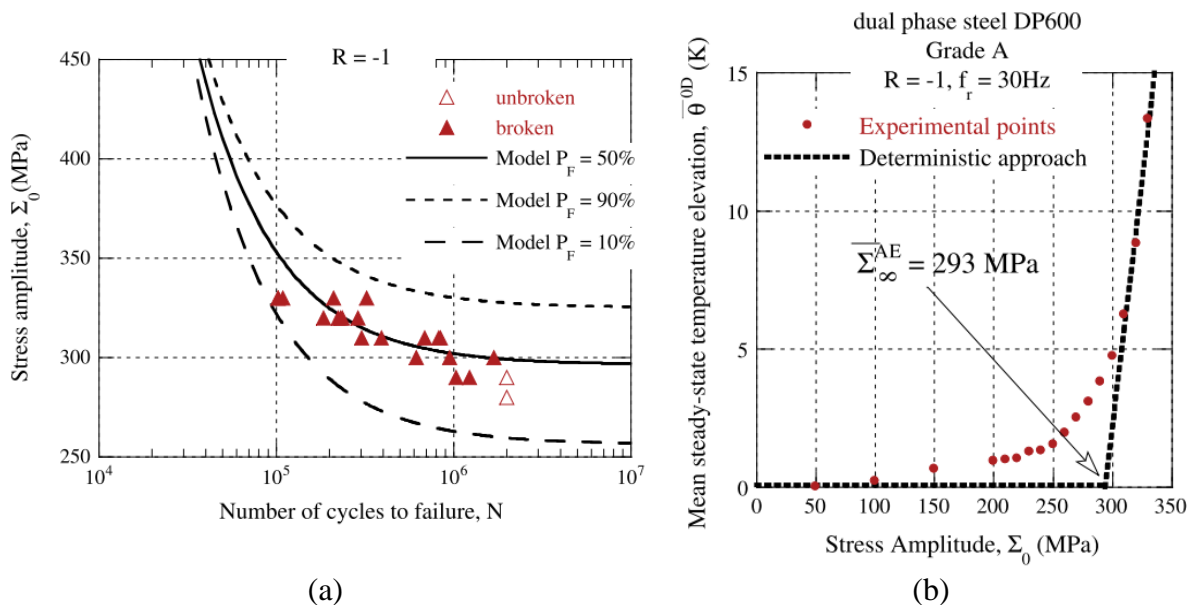 R = -1
unbroken
broken
Model P_F = 50%
Model P_F = 90%
Model P_F = 10%
450
400
350
300
250
Stress amplitude, Σ_0 (MPa)
10^4
10^5
10^6
10^7
Number of cycles to failure, N
(a)
dual phase steel DP600
Grade A
R = -1, f_r = 30Hz
Experimental points
Deterministic approach
Σ̅_∞^AE = 293 MPa
15
10
5
0
Mean steady-state temperature elevation, θ̅^0D (K)
0
50
100
150
200
250
300
350
Stress Amplitude, Σ_0 (MPa)
(b)